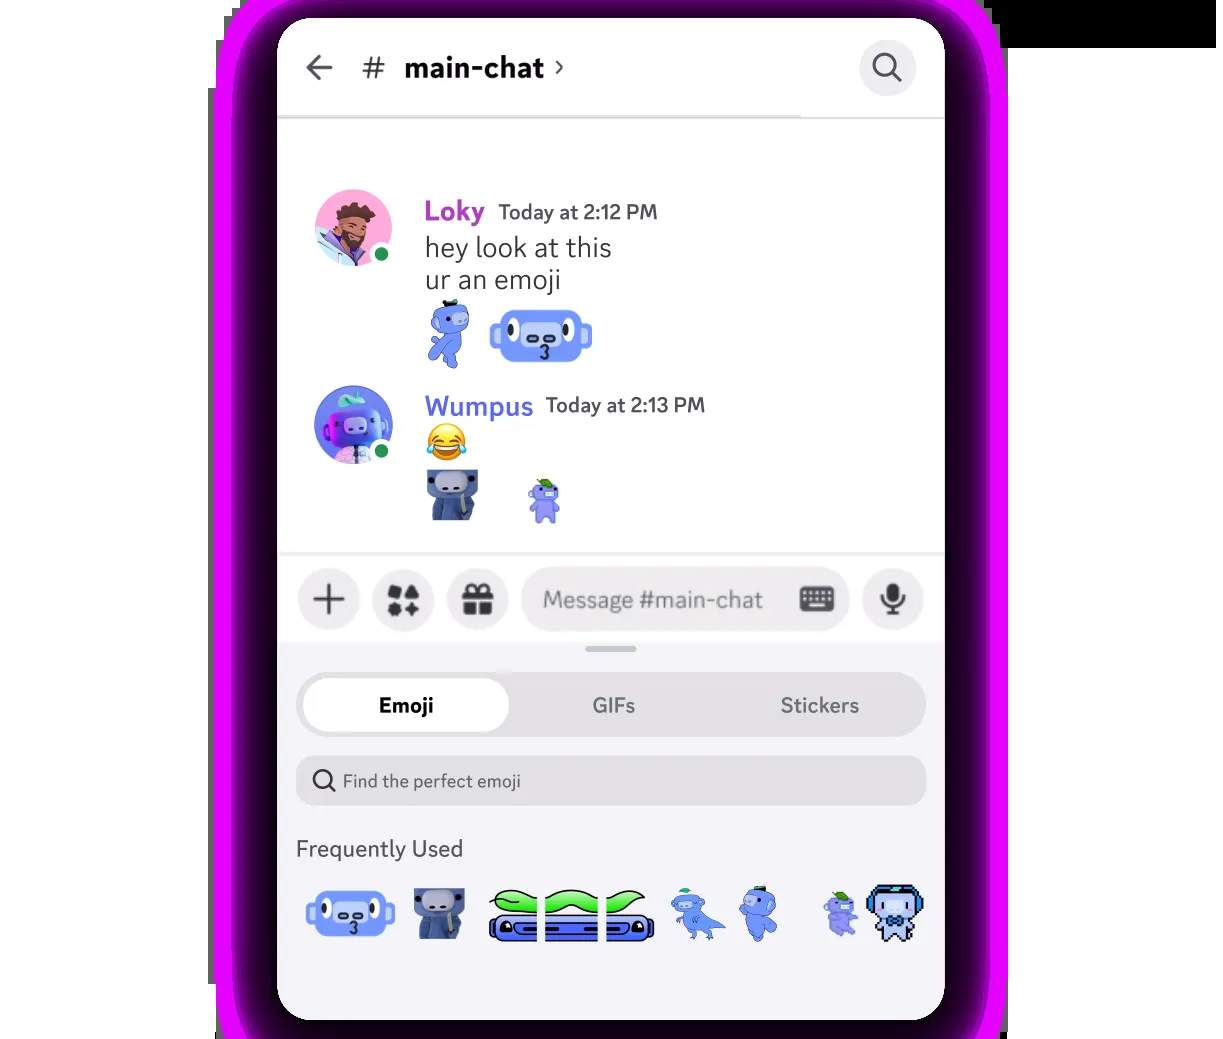 # main-chat
Loky Today at 2:12 PM
hey look at this
ur an emoji
Wumpus Today at 2:13 PM
Message #main-chat
Emoji GIFs Stickers
Find the perfect emoji
Frequently Used